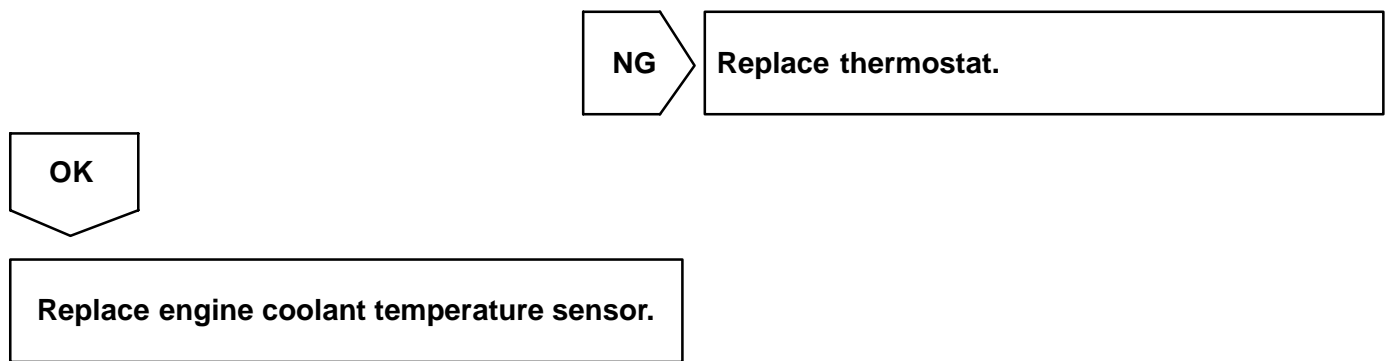 NG
Replace thermostat.
OK
Replace engine coolant temperature sensor.